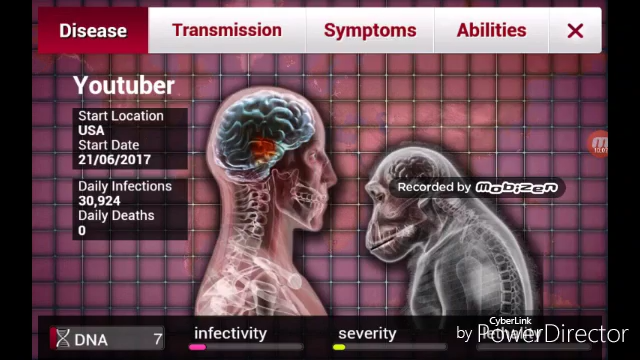 Disease
Transmission
Symptoms
Abilities
Youtuber
Start Location
USA
Start Date
21/06/2017
Daily Infections
30,924
Daily Deaths
0
Recorded by mobizen
DNA 7
infectivity
severity
CyberLink
by PowerDirector